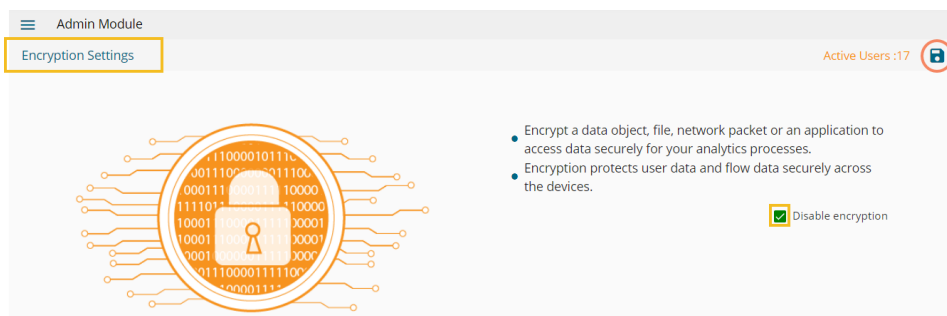 Admin Module
Encryption Settings
Active Users :17
Encrypt a data object, file, network packet or an application to
access data securely for your analytics processes.
Encryption protects user data and flow data securely across
the devices.
Disable encryption